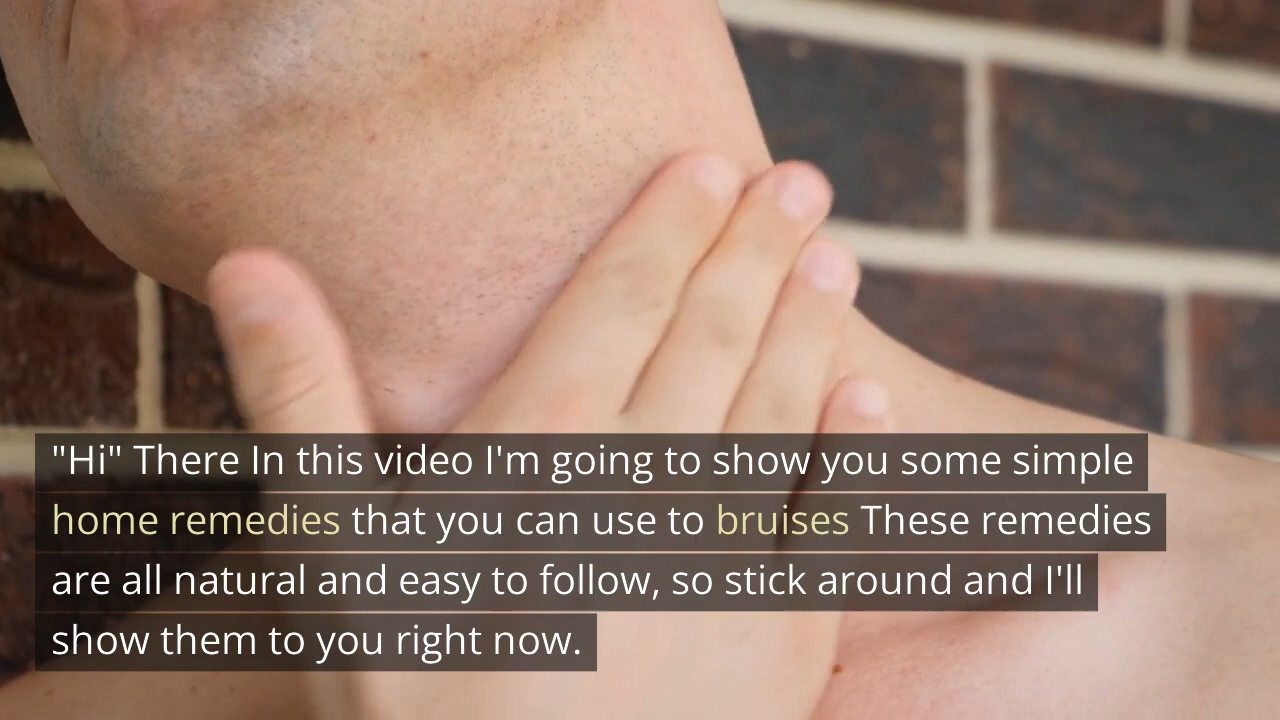 "Hi" There In this video I'm going to show you some simple
home remedies that you can use to bruises These remedies
are all natural and easy to follow, so stick around and I'll
show them to you right now.